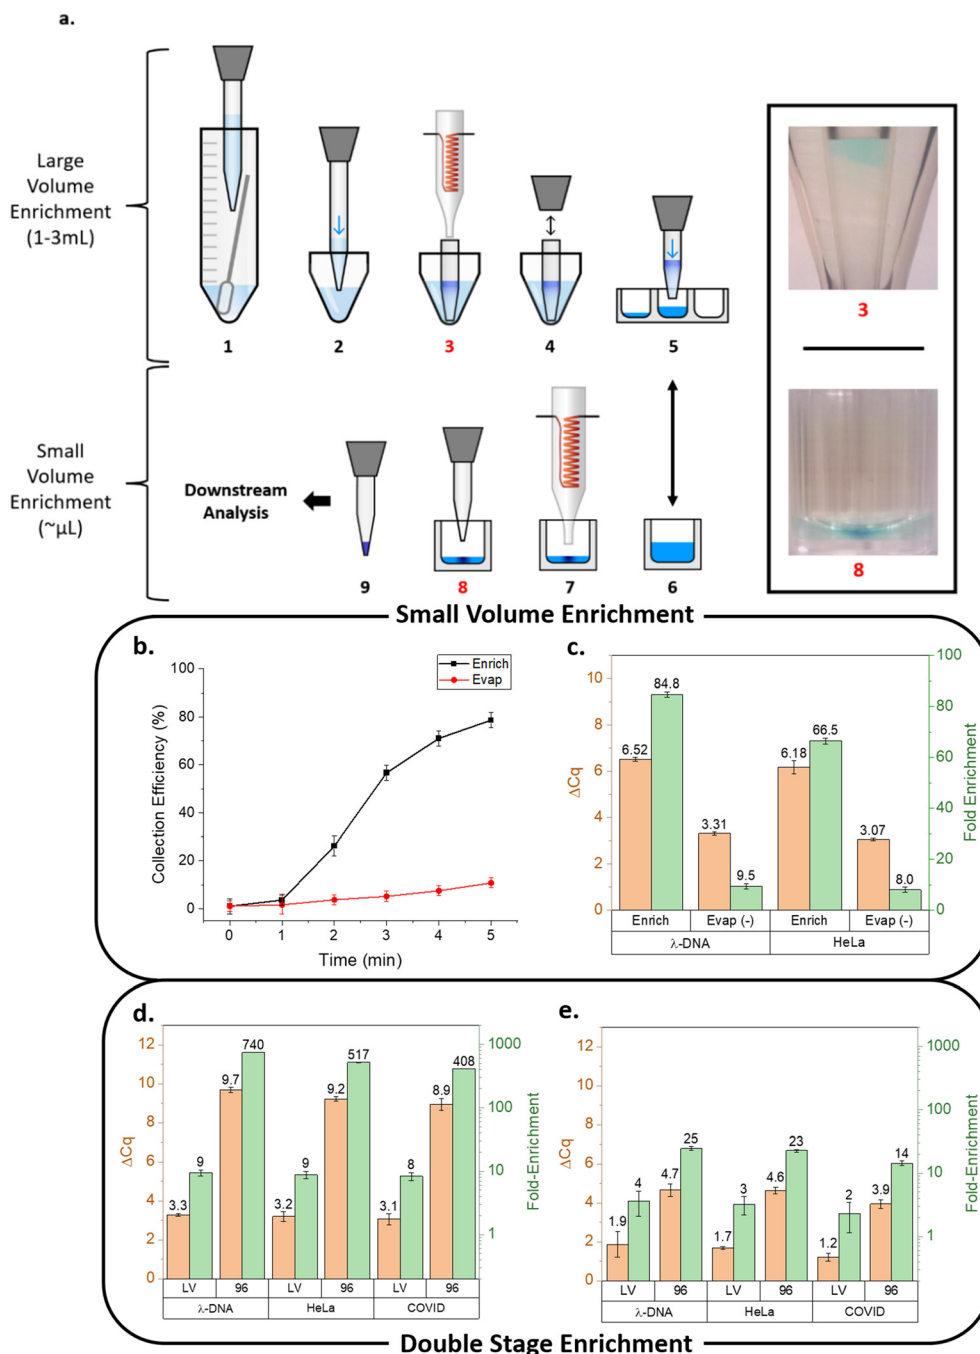 a.
Large
Volume
Enrichment
(1-3mL)
1
2
3
4
5
3
Small
Volume
Enrichment
(~μL)
Downstream
Analysis
9
8
7
6
8
Small Volume Enrichment
b.
Enrich
Evap
100
80
60
40
20
0
Collection Efficiency (%)
0
1
2
3
4
5
Time (min)
c.
10
8
6
4
2
0
ΔCq
6.52
84.8
3.31
9.5
6.18
66.5
3.07
8.0
100
80
60
40
20
0
Fold Enrichment
Enrich
Evap (-)
Enrich
Evap (-)
λ-DNA
HeLa
d.
12
10
8
6
4
2
0
ΔCq
3.3
9
9.7
740
3.2
9
9.2
517
3.1
8
8.9
408
1000
100
10
1
Fold-Enrichment
LV
96
LV
96
LV
96
λ-DNA
HeLa
COVID
e.
12
10
8
6
4
2
0
ΔCq
1.9
4
4.7
25
1.7
3
4.6
23
1.2
2
3.9
14
1000
100
10
1
Fold-Enrichment
LV
96
LV
96
LV
96
λ-DNA
HeLa
COVID
Double Stage Enrichment